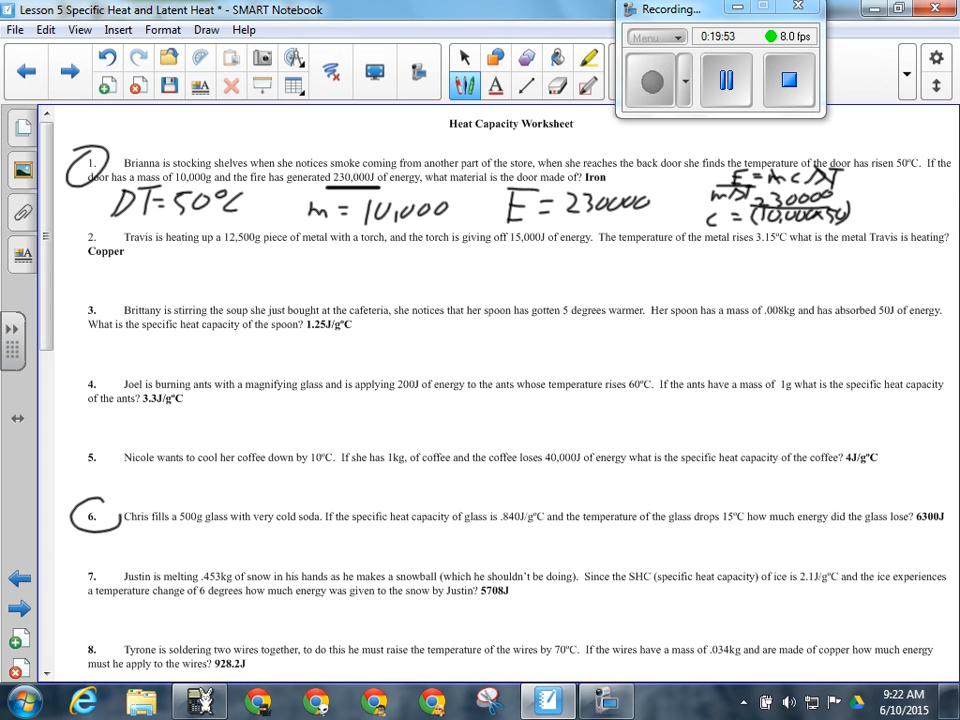 Lesson 5 Specific Heat and Latent Heat * - SMART Notebook
Recording...
File Edit View Insert Format Draw Help
Menu 0:19:53 8.0 fps
Heat Capacity Worksheet
1. Brianna is stocking shelves when she notices smoke coming from another part of the store, when she reaches the back door she finds the temperature of the door has risen 50ºC. If the
door has a mass of 10,000g and the fire has generated 230,000J of energy, what material is the door made of? Iron
E = mcDT
mDT
DT=50°C m = 10,000 E = 230000
230000
c = (10,000x50)
2. Travis is heating up a 12,500g piece of metal with a torch, and the torch is giving off 15,000J of energy. The temperature of the metal rises 3.15ºC what is the metal Travis is heating?
Copper
3. Brittany is stirring the soup she just bought at the cafeteria, she notices that her spoon has gotten 5 degrees warmer. Her spoon has a mass of .008kg and has absorbed 50J of energy.
What is the specific heat capacity of the spoon? 1.25J/gºC
4. Joel is burning ants with a magnifying glass and is applying 200J of energy to the ants whose temperature rises 60ºC. If the ants have a mass of 1g what is the specific heat capacity
of the ants? 3.3J/gºC
5. Nicole wants to cool her coffee down by 10ºC. If she has 1kg, of coffee and the coffee loses 40,000J of energy what is the specific heat capacity of the coffee? 4J/gºC
6. Chris fills a 500g glass with very cold soda. If the specific heat capacity of glass is .840J/gºC and the temperature of the glass drops 15ºC how much energy did the glass lose? 6300J
7. Justin is melting .453kg of snow in his hands as he makes a snowball (which he shouldn't be doing). Since the SHC (specific heat capacity) of ice is 2.1J/gºC and the ice experiences
a temperature change of 6 degrees how much energy was given to the snow by Justin? 5708J
8. Tyrone is soldering two wires together, to do this he must raise the temperature of the wires by 70ºC. If the wires have a mass of .034kg and are made of copper how much energy
must he apply to the wires? 928.2J
9:22 AM
6/10/2015